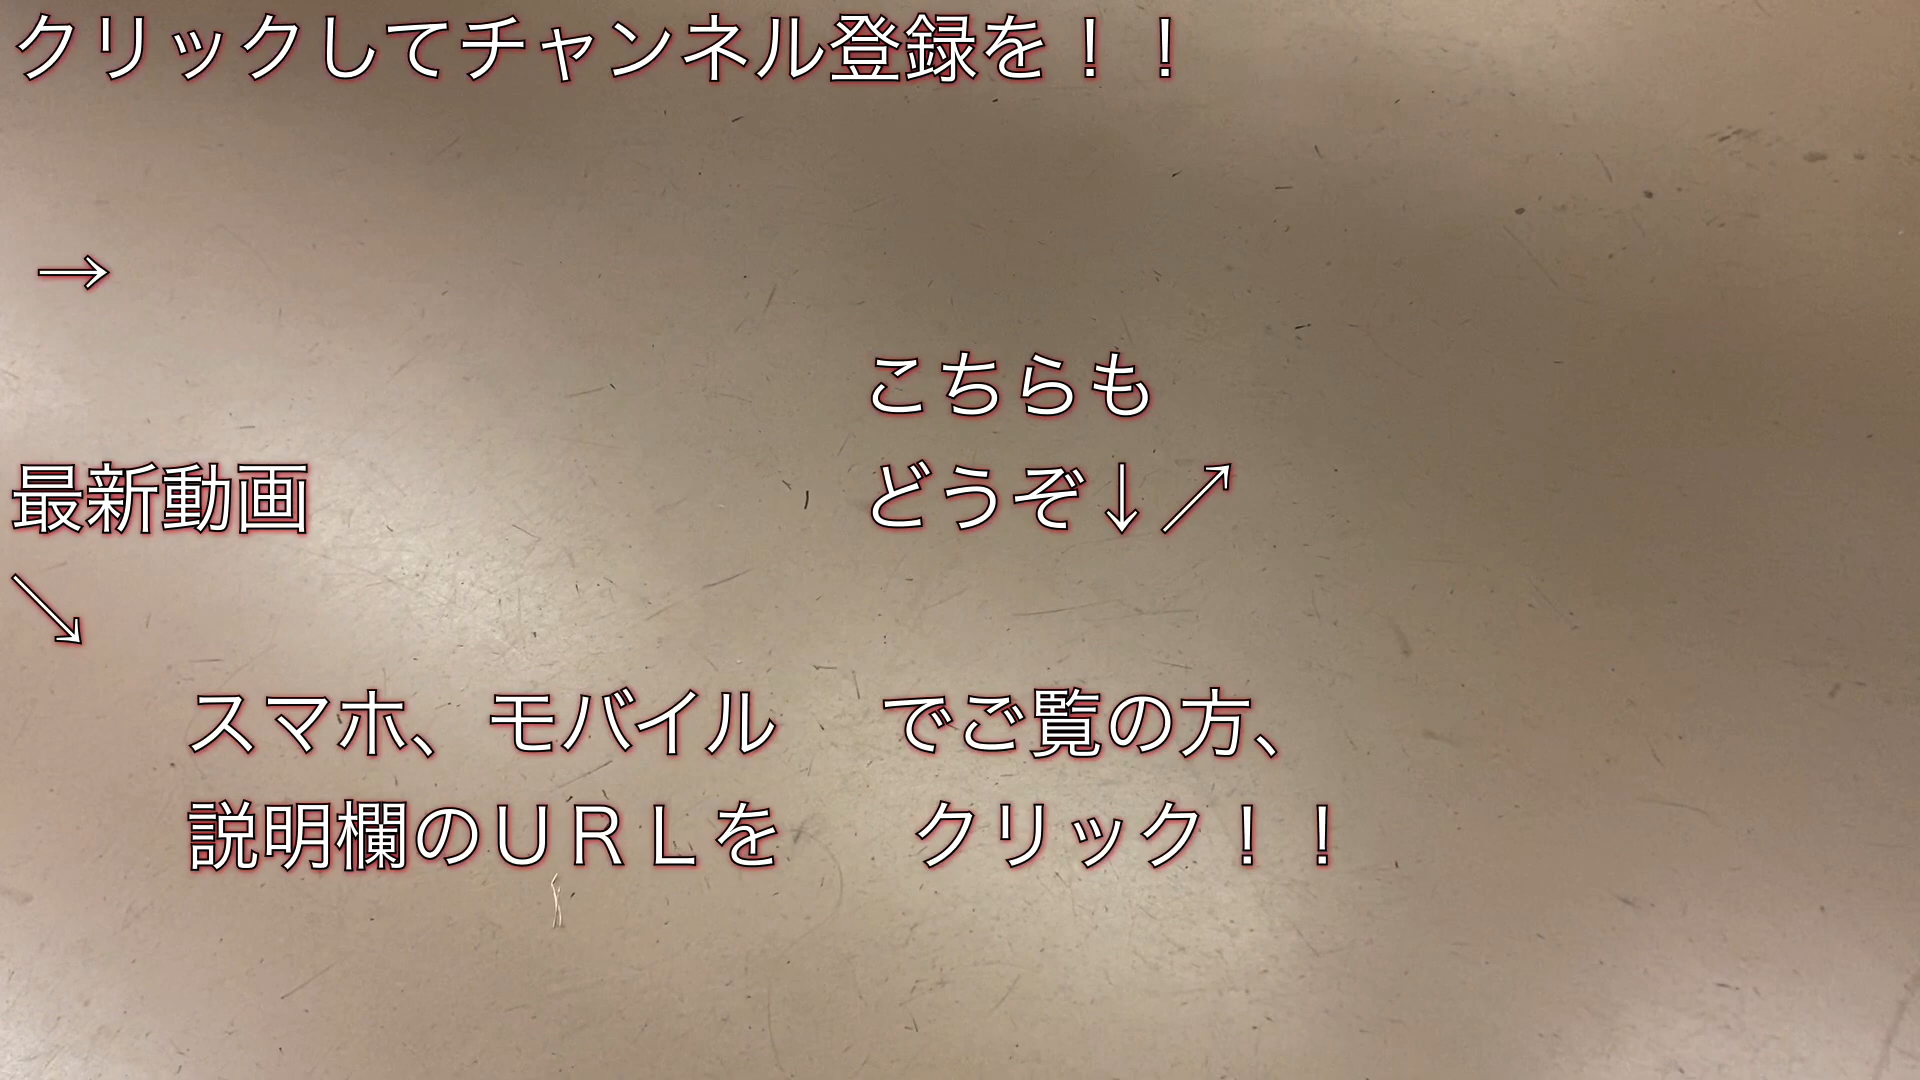 クリックしてチャンネル登録を！！
→
こちらも
最新動画
どうぞ↓↗
↘
スマホ、モバイル　でご覧の方、
説明欄のＵＲＬを　クリック！！